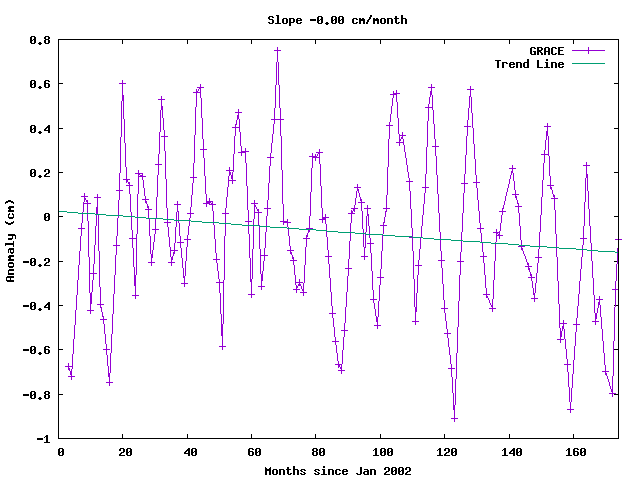 Slope -0.00 cm/month
GRACE
Trend Line
0.8
0.6
0.4
0.2
0
-0.2
-0.4
-0.6
-0.8
-1
Anomaly (cm)
0 20 40 60 80 100 120 140 160
Months since Jan 2002